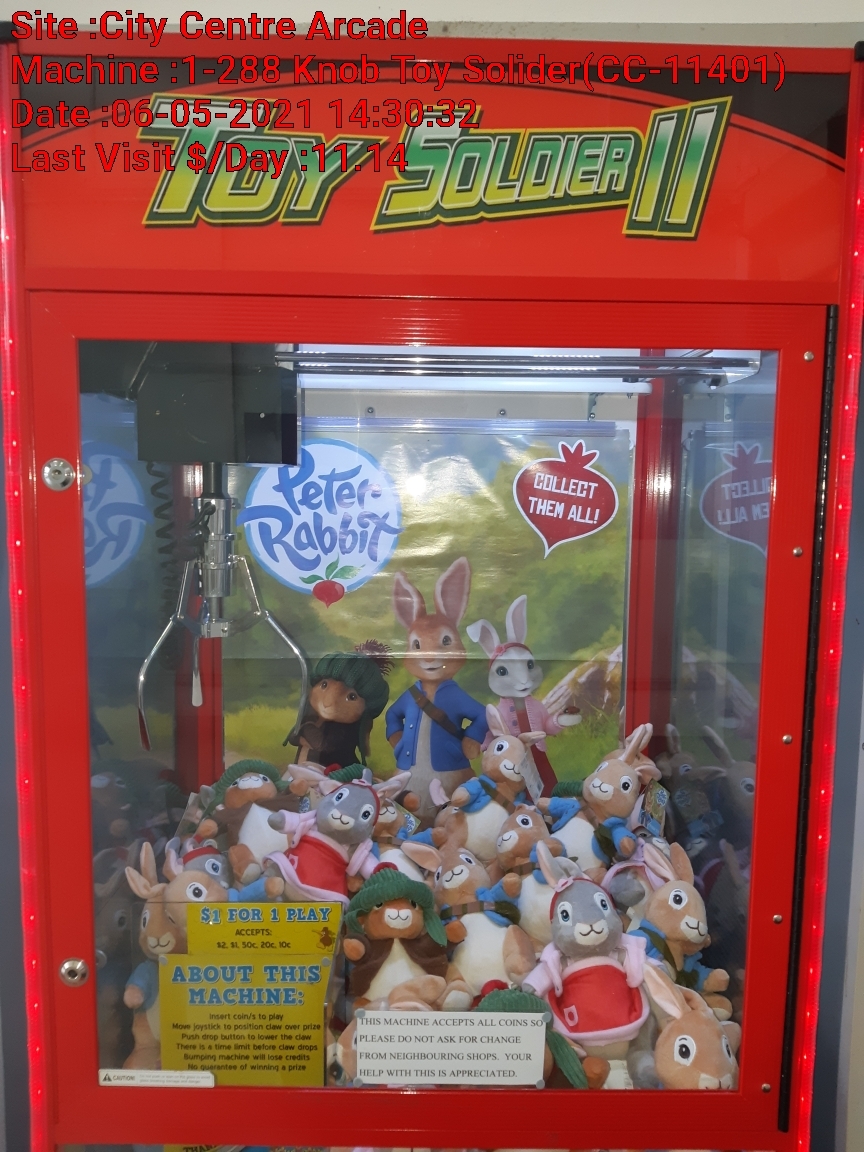 Site :City Centre Arcade
Machine :1-288 Knob Toy Solider(CC-11401)
Date :06-05-2021 14:30:32
Last Visit $/Day :11.14
TOY SOLDIER II
Peter
Rabbit
COLLECT
THEM ALL!
$1 FOR 1 PLAY
ACCEPTS:
$2, $1, 50c, 20c, 10c
ABOUT THIS
MACHINE:
Insert coin/s to play
Move joystick to position claw over prize
Push drop button to lower the claw
There is a time limit before claw drops
Bumping machine will lose credits
No guarantee of winning a prize
THIS MACHINE ACCEPTS ALL COINS SO
PLEASE DO NOT ASK FOR CHANGE
FROM NEIGHBOURING SHOPS. YOUR
HELP WITH THIS IS APPRECIATED.
CAUTION!